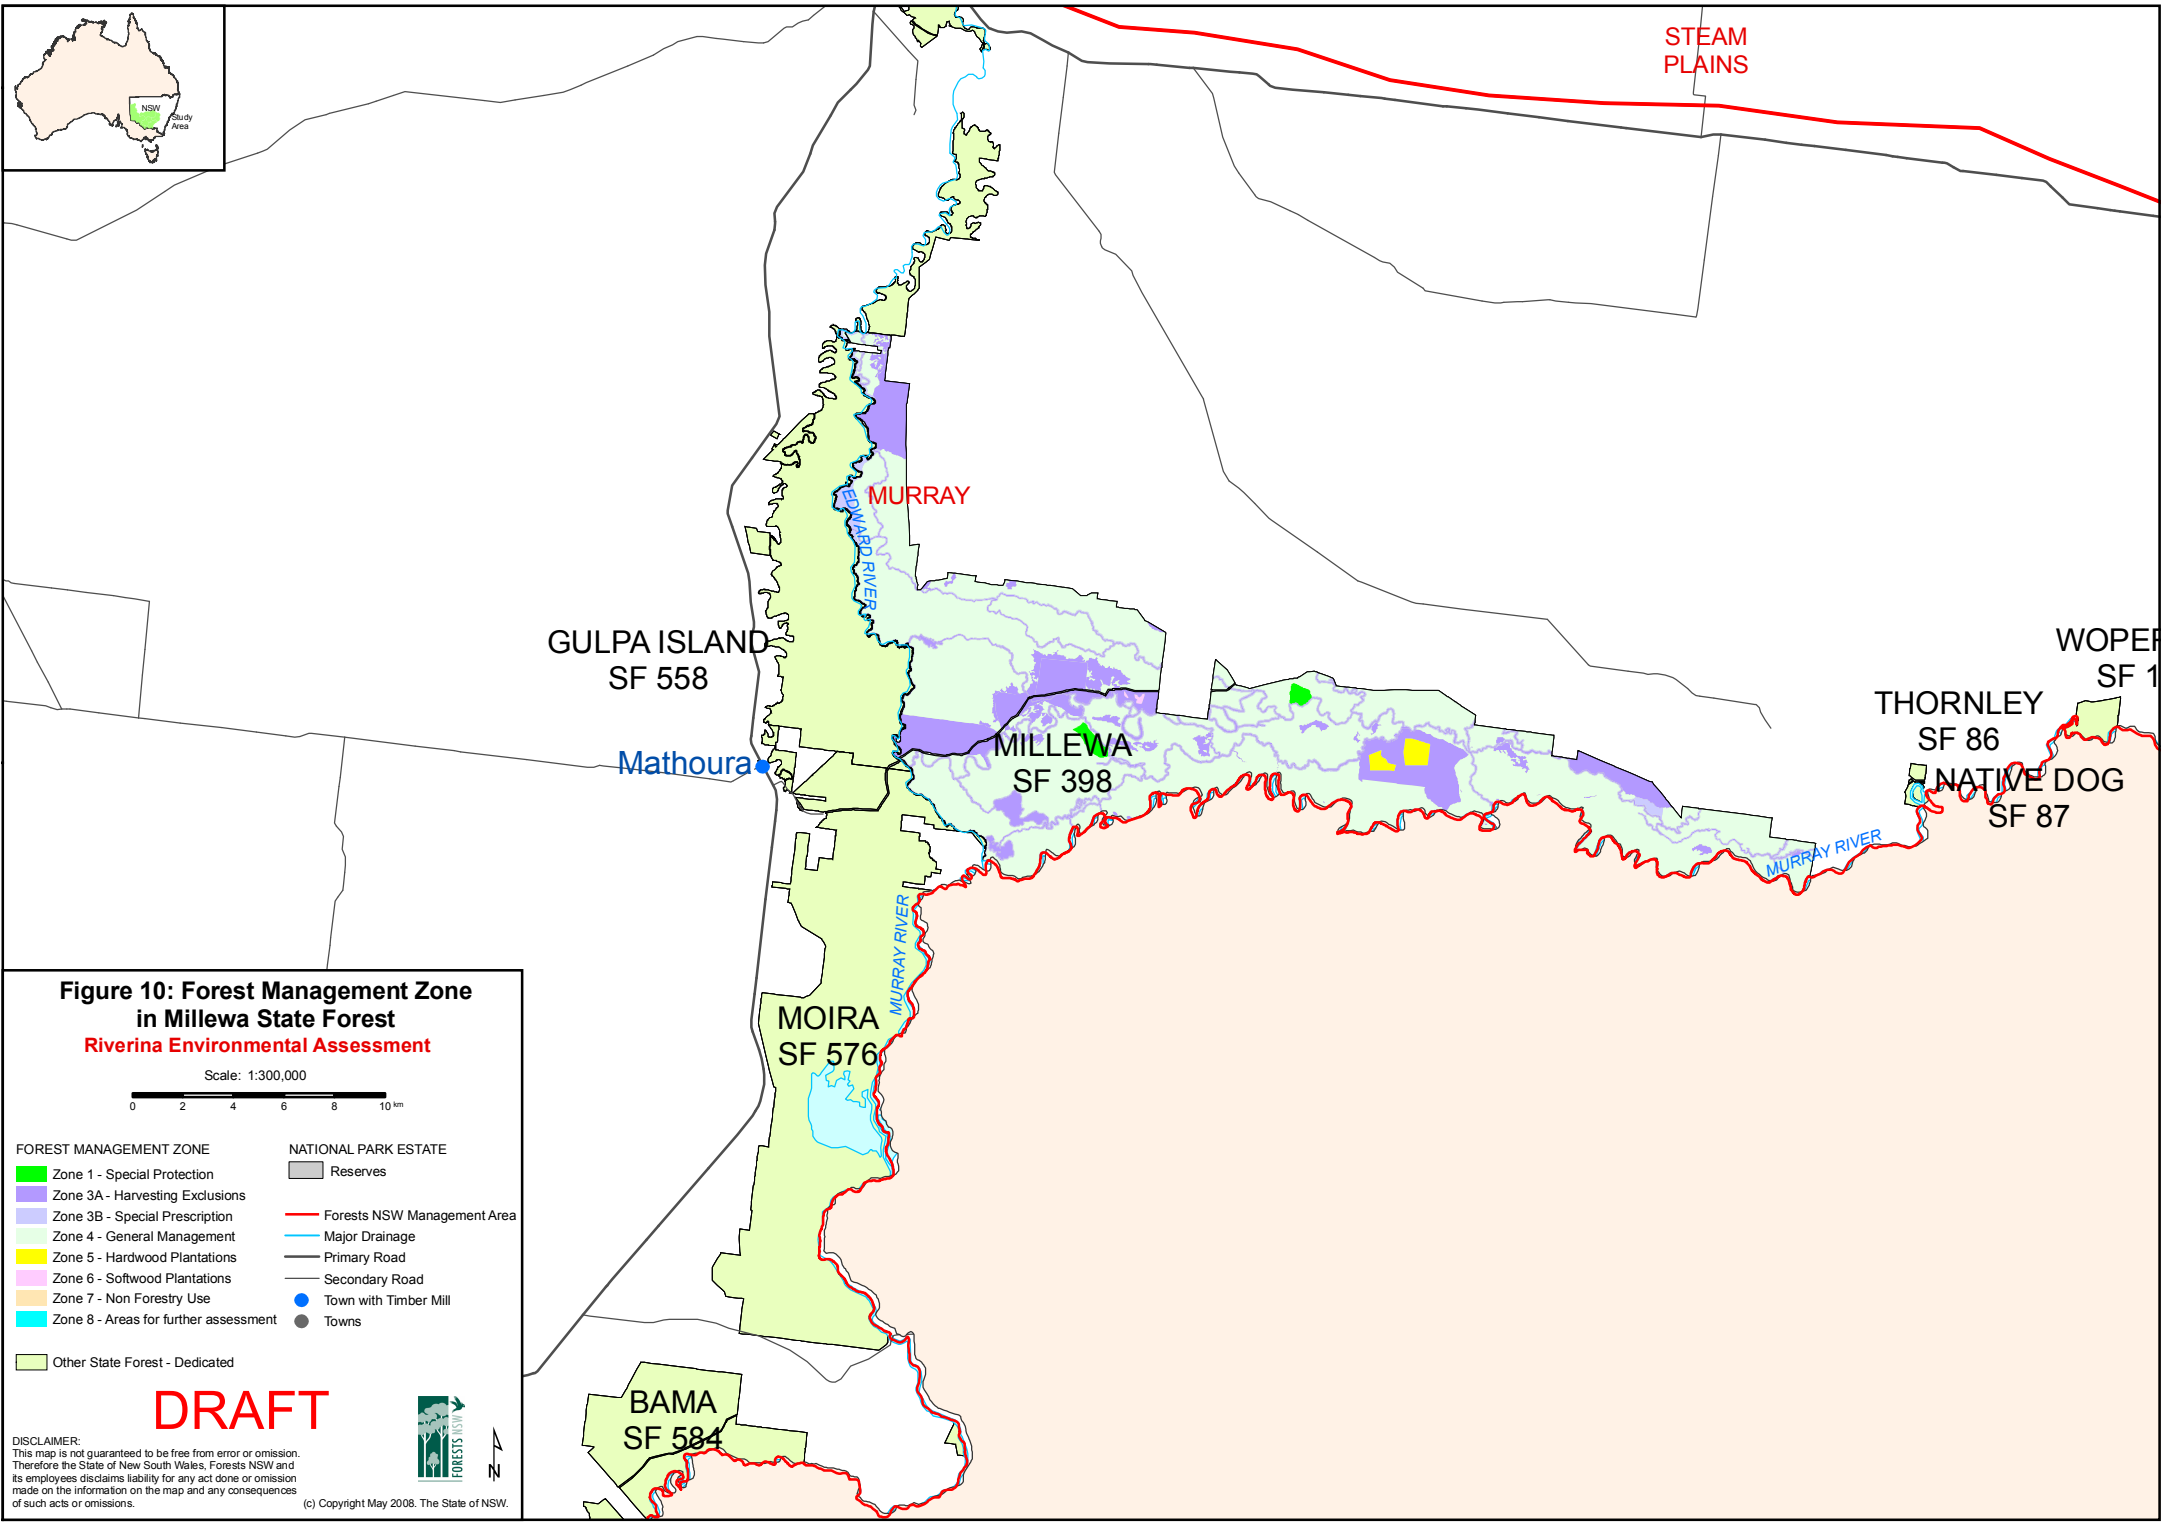 NSW
Study
Area
STEAM
PLAINS
MURRAY
EDWARD RIVER
GULPA ISLAND
SF 558
WOPER
SF 1
THORNLEY
SF 86
Mathoura
MILLEWA
SF 398
NATIVE DOG
SF 87
MURRAY RIVER
MURRAY RIVER
MOIRA
SF 576
BAMA
SF 584
Figure 10: Forest Management Zone
in Millewa State Forest
Riverina Environmental Assessment
Scale: 1:300,000
0 2 4 6 8 10 km
FOREST MANAGEMENT ZONE
Zone 1 - Special Protection
Zone 3A - Harvesting Exclusions
Zone 3B - Special Prescription
Zone 4 - General Management
Zone 5 - Hardwood Plantations
Zone 6 - Softwood Plantations
Zone 7 - Non Forestry Use
Zone 8 - Areas for further assessment
Other State Forest - Dedicated
NATIONAL PARK ESTATE
Reserves
Forests NSW Management Area
Major Drainage
Primary Road
Secondary Road
Town with Timber Mill
Towns
DRAFT
FORESTS NSW
N
DISCLAIMER:
This map is not guaranteed to be free from error or omission.
Therefore the State of New South Wales, Forests NSW and
its employees disclaims liability for any act done or omission
made on the information on the map and any consequences
of such acts or omissions.
(c) Copyright May 2008. The State of NSW.